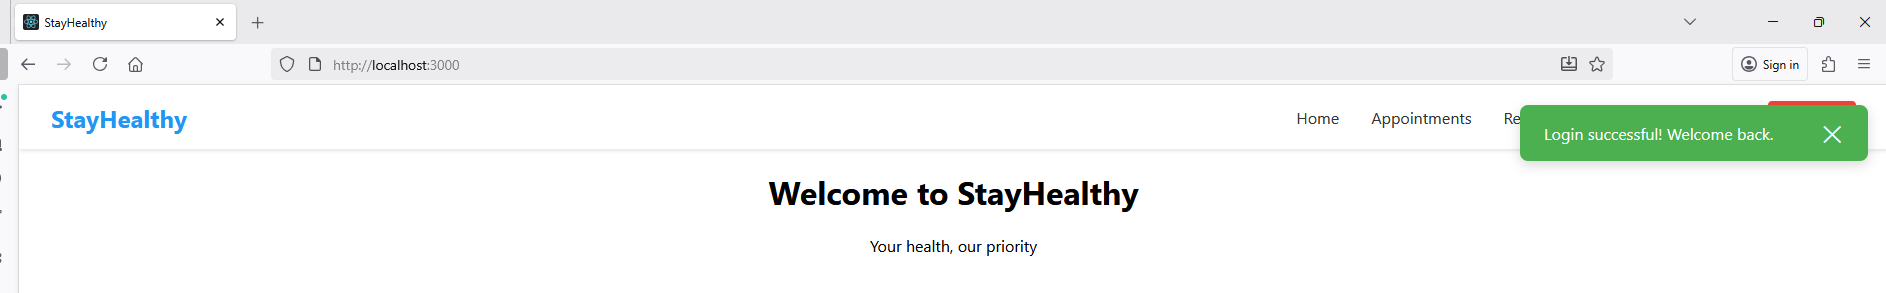 StayHealthy
Sign in
http://localhost:3000
StayHealthy
Home Appointments Re
Login successful! Welcome back.
Welcome to StayHealthy
Your health, our priority